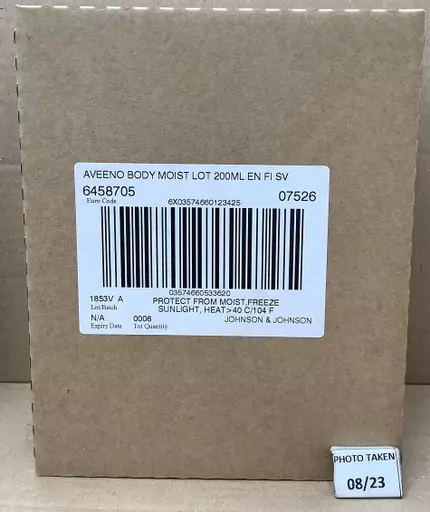 AVEENO BODY MOIST LOT 200ML EN FI SV
6458705 07526
Euro Code 6X03574660123425
03574660533620
1853V A PROTECT FROM MOIST,FREEZE
Lot/Batch SUNLIGHT, HEAT>40 C/104 F
N/A 0006 JOHNSON & JOHNSON
Expiry Date Tot Quantity
PHOTO TAKEN
08/23